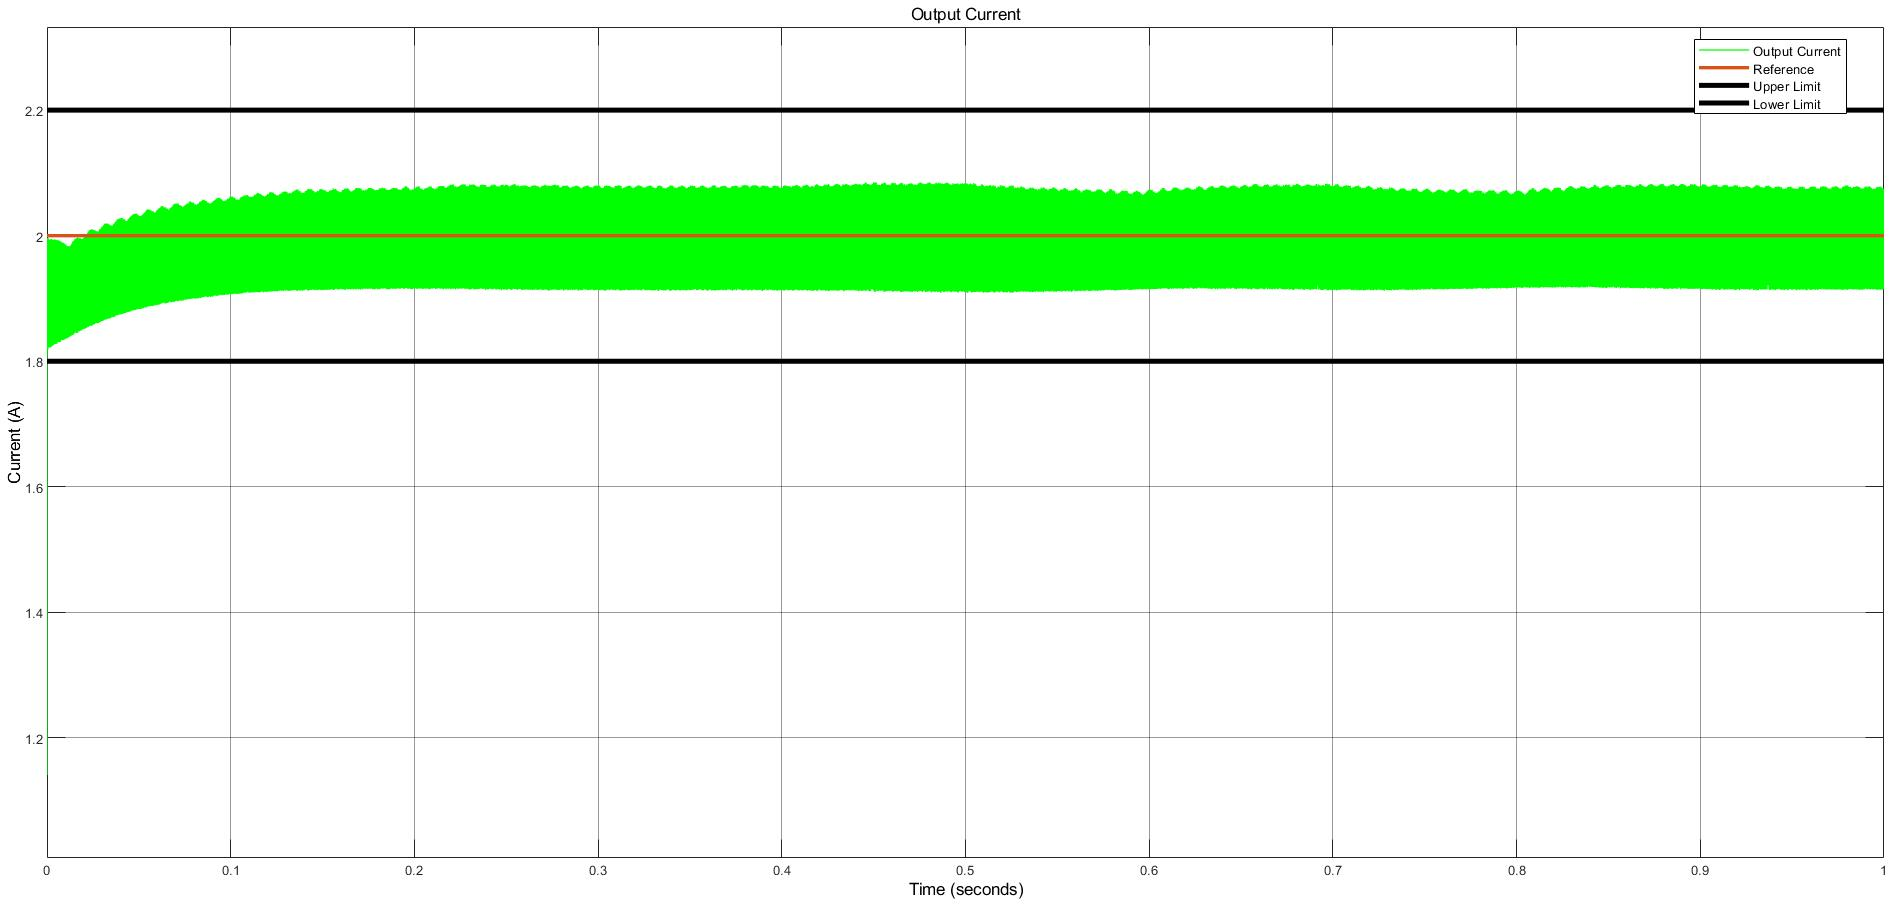 Output Current
Output Current
Reference
Upper Limit
Lower Limit
2.2
2
1.8
1.6
1.4
1.2
Current (A)
0 0.1 0.2 0.3 0.4 0.5 0.6 0.7 0.8 0.9 1
Time (seconds)